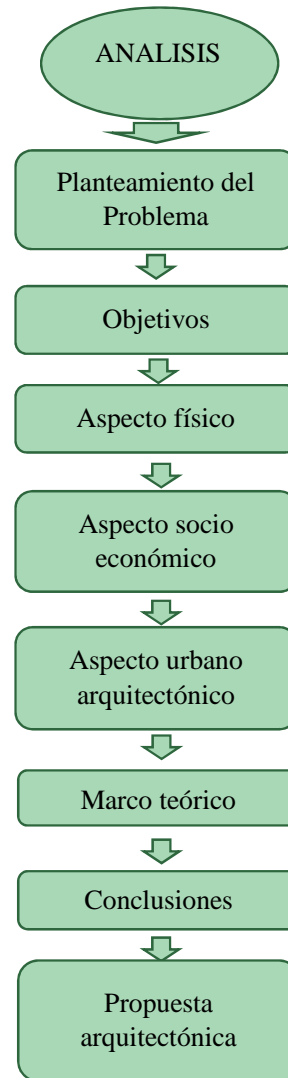 ANALISIS
Planteamiento del
Problema
Objetivos
Aspecto físico
Aspecto socio
económico
Aspecto urbano
arquitectónico
Marco teórico
Conclusiones
Propuesta
arquitectónica